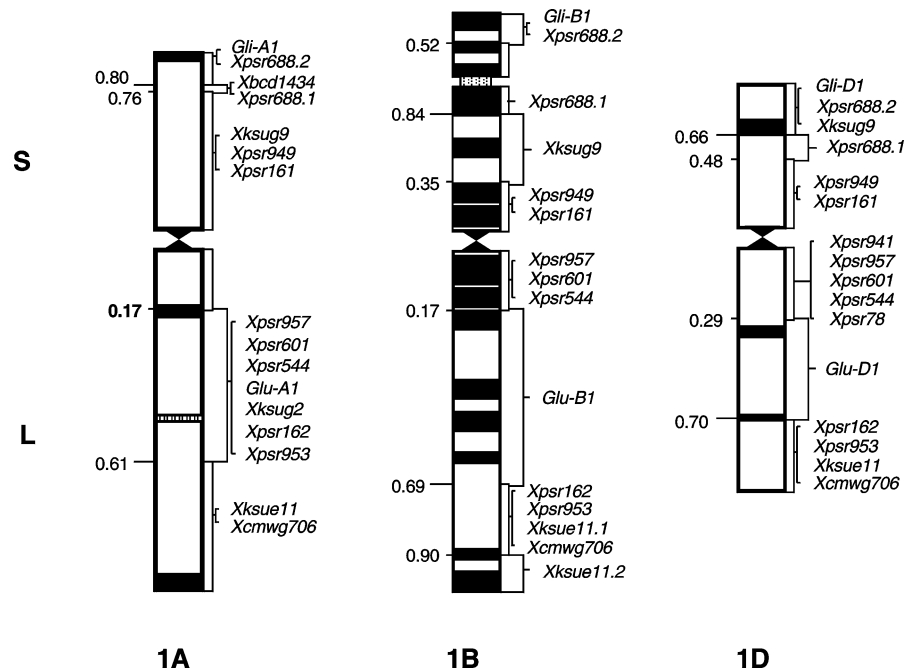 S
L
Gli-A1
Xpsr688.2
0.80
Xbcd1434
0.76
Xpsr688.1
Xksug9
Xpsr949
Xpsr161
0.17
Xpsr957
Xpsr601
Xpsr544
Glu-A1
Xksug2
Xpsr162
Xpsr953
0.61
Xksue11
Xcmwg706
1A
Gli-B1
Xpsr688.2
0.52
Xpsr688.1
0.84
Xksug9
0.35
Xpsr949
Xpsr161
Xpsr957
Xpsr601
Xpsr544
0.17
Glu-B1
0.69
Xpsr162
Xpsr953
Xksue11.1
Xcmwg706
0.90
Xksue11.2
1B
Gli-D1
Xpsr688.2
Xksug9
0.66
Xpsr688.1
0.48
Xpsr949
Xpsr161
Xpsr941
Xpsr957
Xpsr601
Xpsr544
Xpsr78
0.29
Glu-D1
0.70
Xpsr162
Xpsr953
Xksue11
Xcmwg706
1D